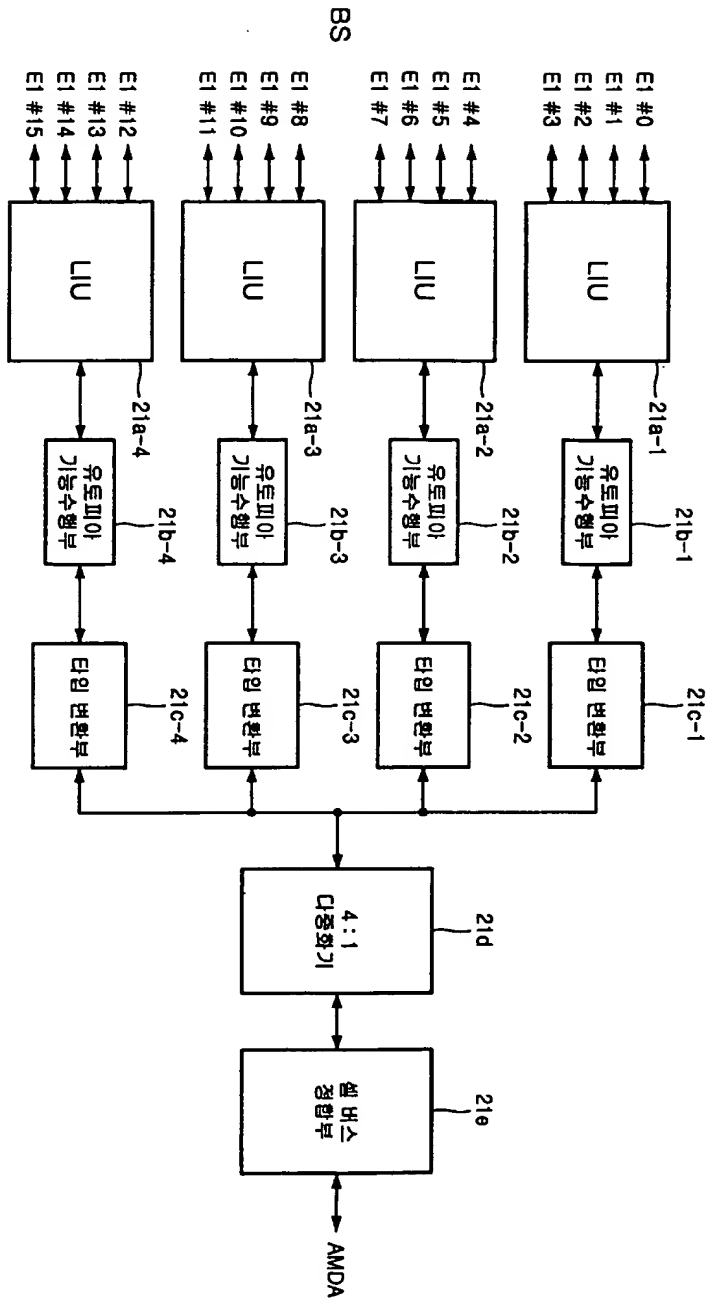 BS
E1 #0
E1 #1
E1 #2
E1 #3
LIU
21a-1
유토피아
기능수행부
21b-1
타임 변환부
21c-1
E1 #4
E1 #5
E1 #6
E1 #7
LIU
21a-2
유토피아
기능수행부
21b-2
타임 변환부
21c-2
E1 #8
E1 #9
E1 #10
E1 #11
LIU
21a-3
유토피아
기능수행부
21b-3
타임 변환부
21c-3
E1 #12
E1 #13
E1 #14
E1 #15
LIU
21a-4
유토피아
기능수행부
21b-4
타임 변환부
21c-4
4 : 1
다중화기
21d
셀 버스
정합부
21e
AMDA